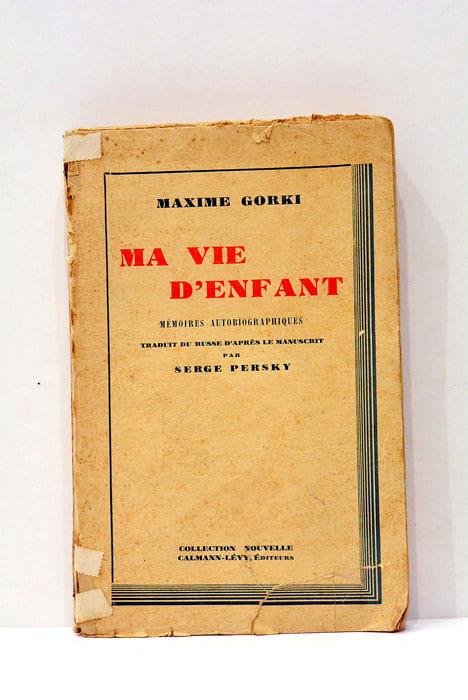 MAXIME GORKI
MA VIE
D'ENFANT
MÉMOIRES AUTOBIOGRAPHIQUES
TRADUIT DU RUSSE D'APRÈS LE MANUSCRIT
PAR
SERGE PERSKY
COLLECTION NOUVELLE
CALMANN-LÉVY, ÉDITEURS